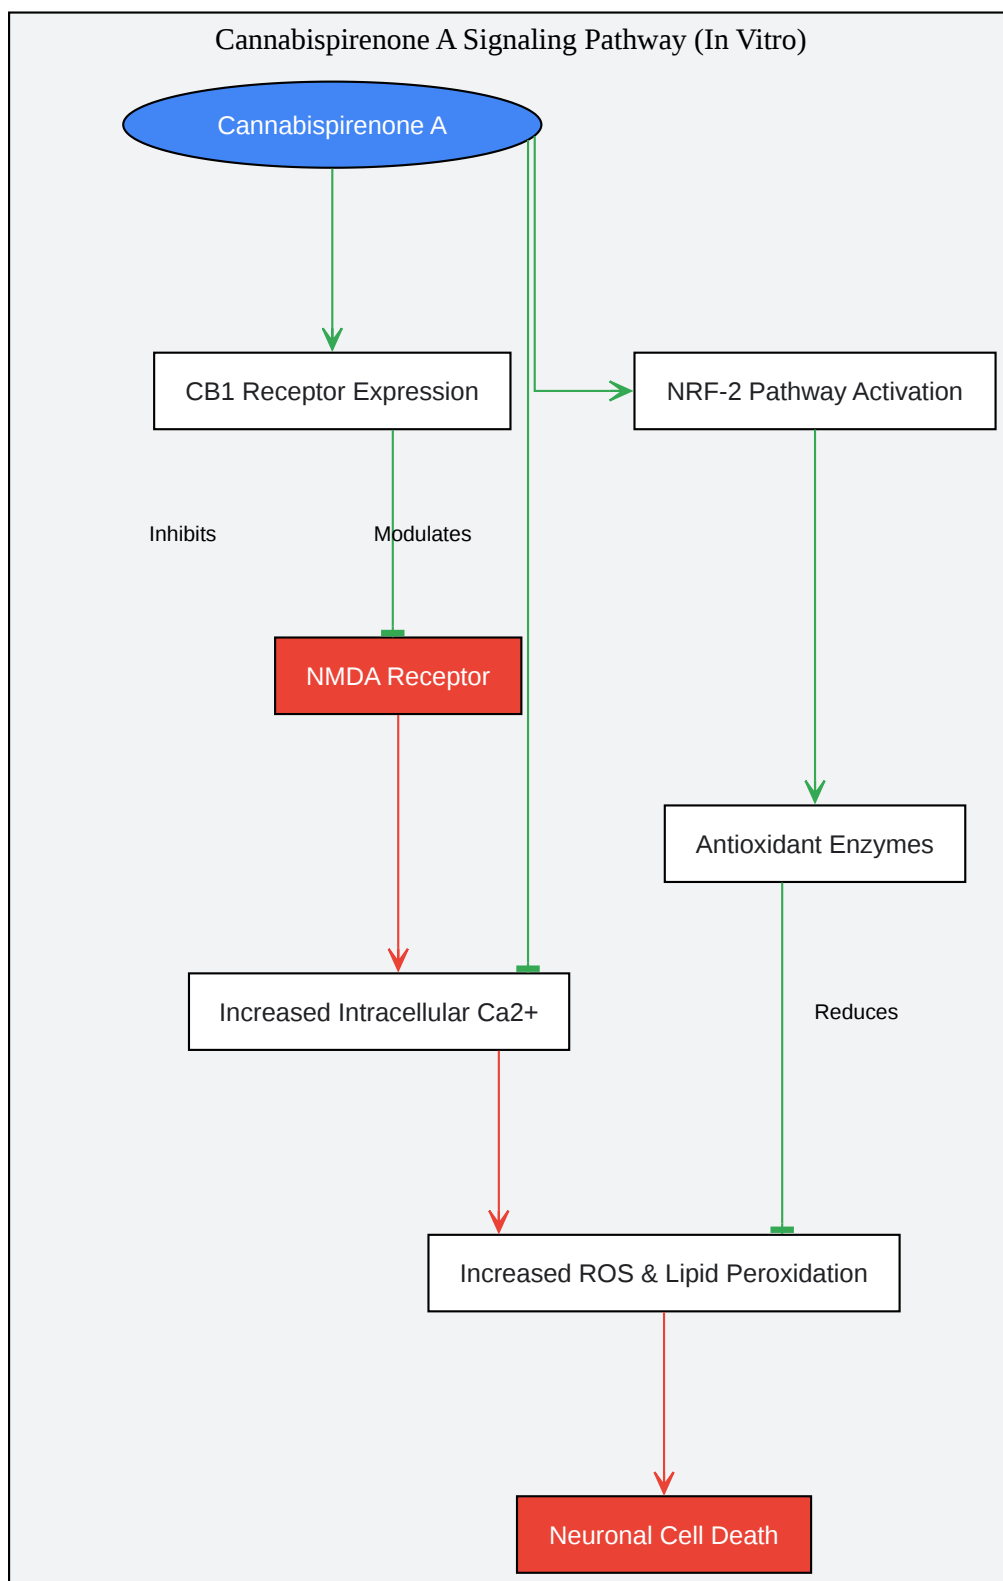 Cannabispirenone A Signaling Pathway (In Vitro)
Cannabispirenone A
CB1 Receptor Expression
NRF-2 Pathway Activation
Inhibits
Modulates
NMDA Receptor
Antioxidant Enzymes
Increased Intracellular Ca2+
Reduces
Increased ROS & Lipid Peroxidation
Neuronal Cell Death